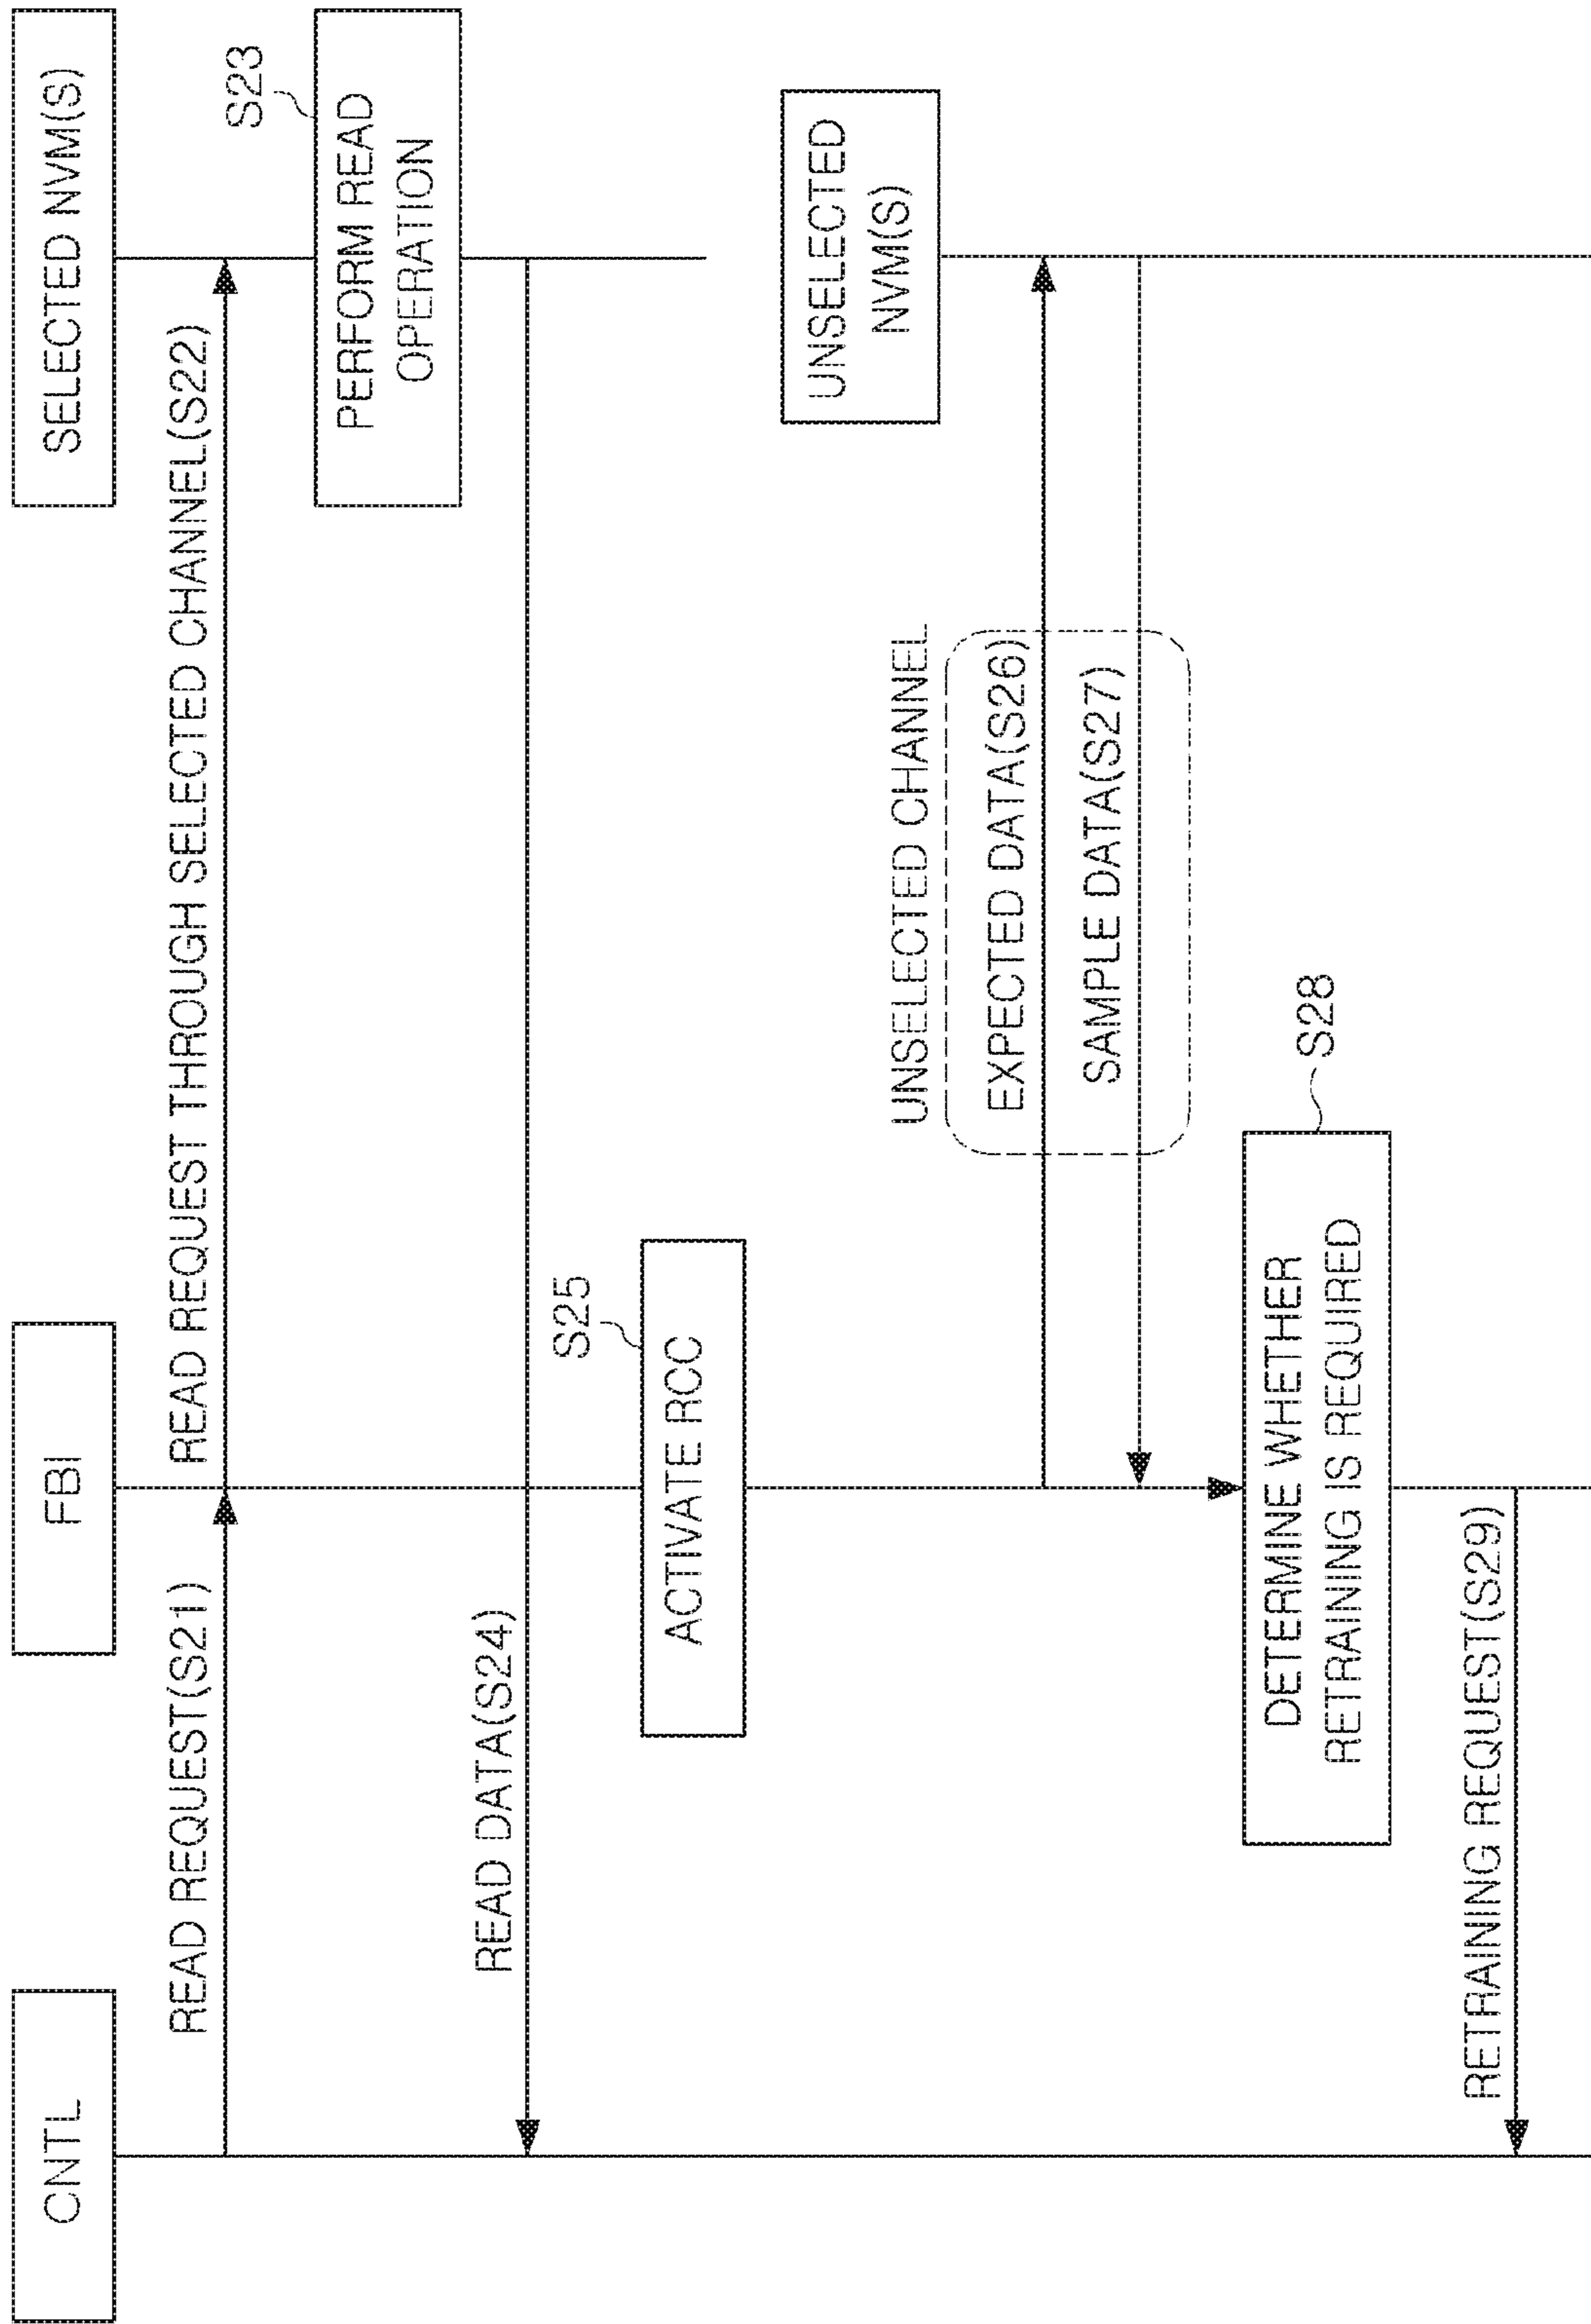 CNTL
FBI
SELECTED NVM(S)
READ REQUEST(S21)
READ REQUEST THROUGH SELECTED CHANNEL(S22)
S23
PERFORM READ
OPERATION
READ DATA(S24)
S25
ACTIVATE RCC
UNSELECTED
NVM(S)
UNSELECTED CHANNEL
EXPECTED DATA(S26)
SAMPLE DATA(S27)
S28
DETERMINE WHETHER
RETRAINING IS REQUIRED
RETRAINING REQUEST(S29)